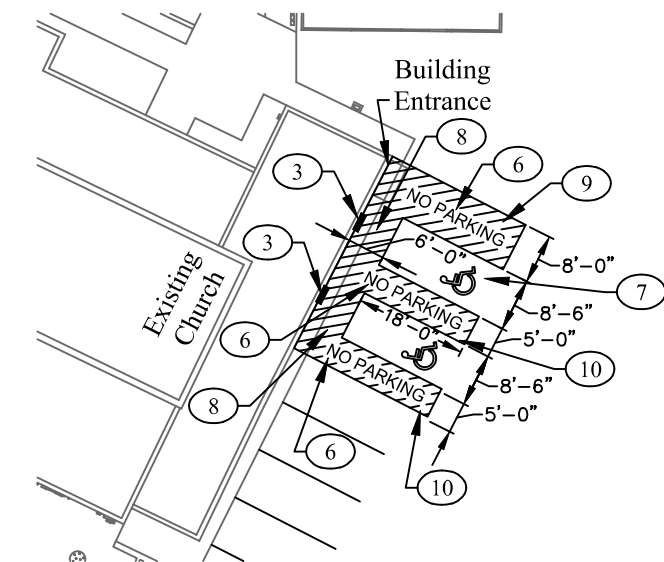 Building
Entrance
8
6
9
3
NO PARKING
6'-0"
8'-0"
7
3
Existing
Church
NO PARKING
8'-6"
18'-0"
5'-0"
6
10
NO PARKING
8'-6"
8
5'-0"
6
10